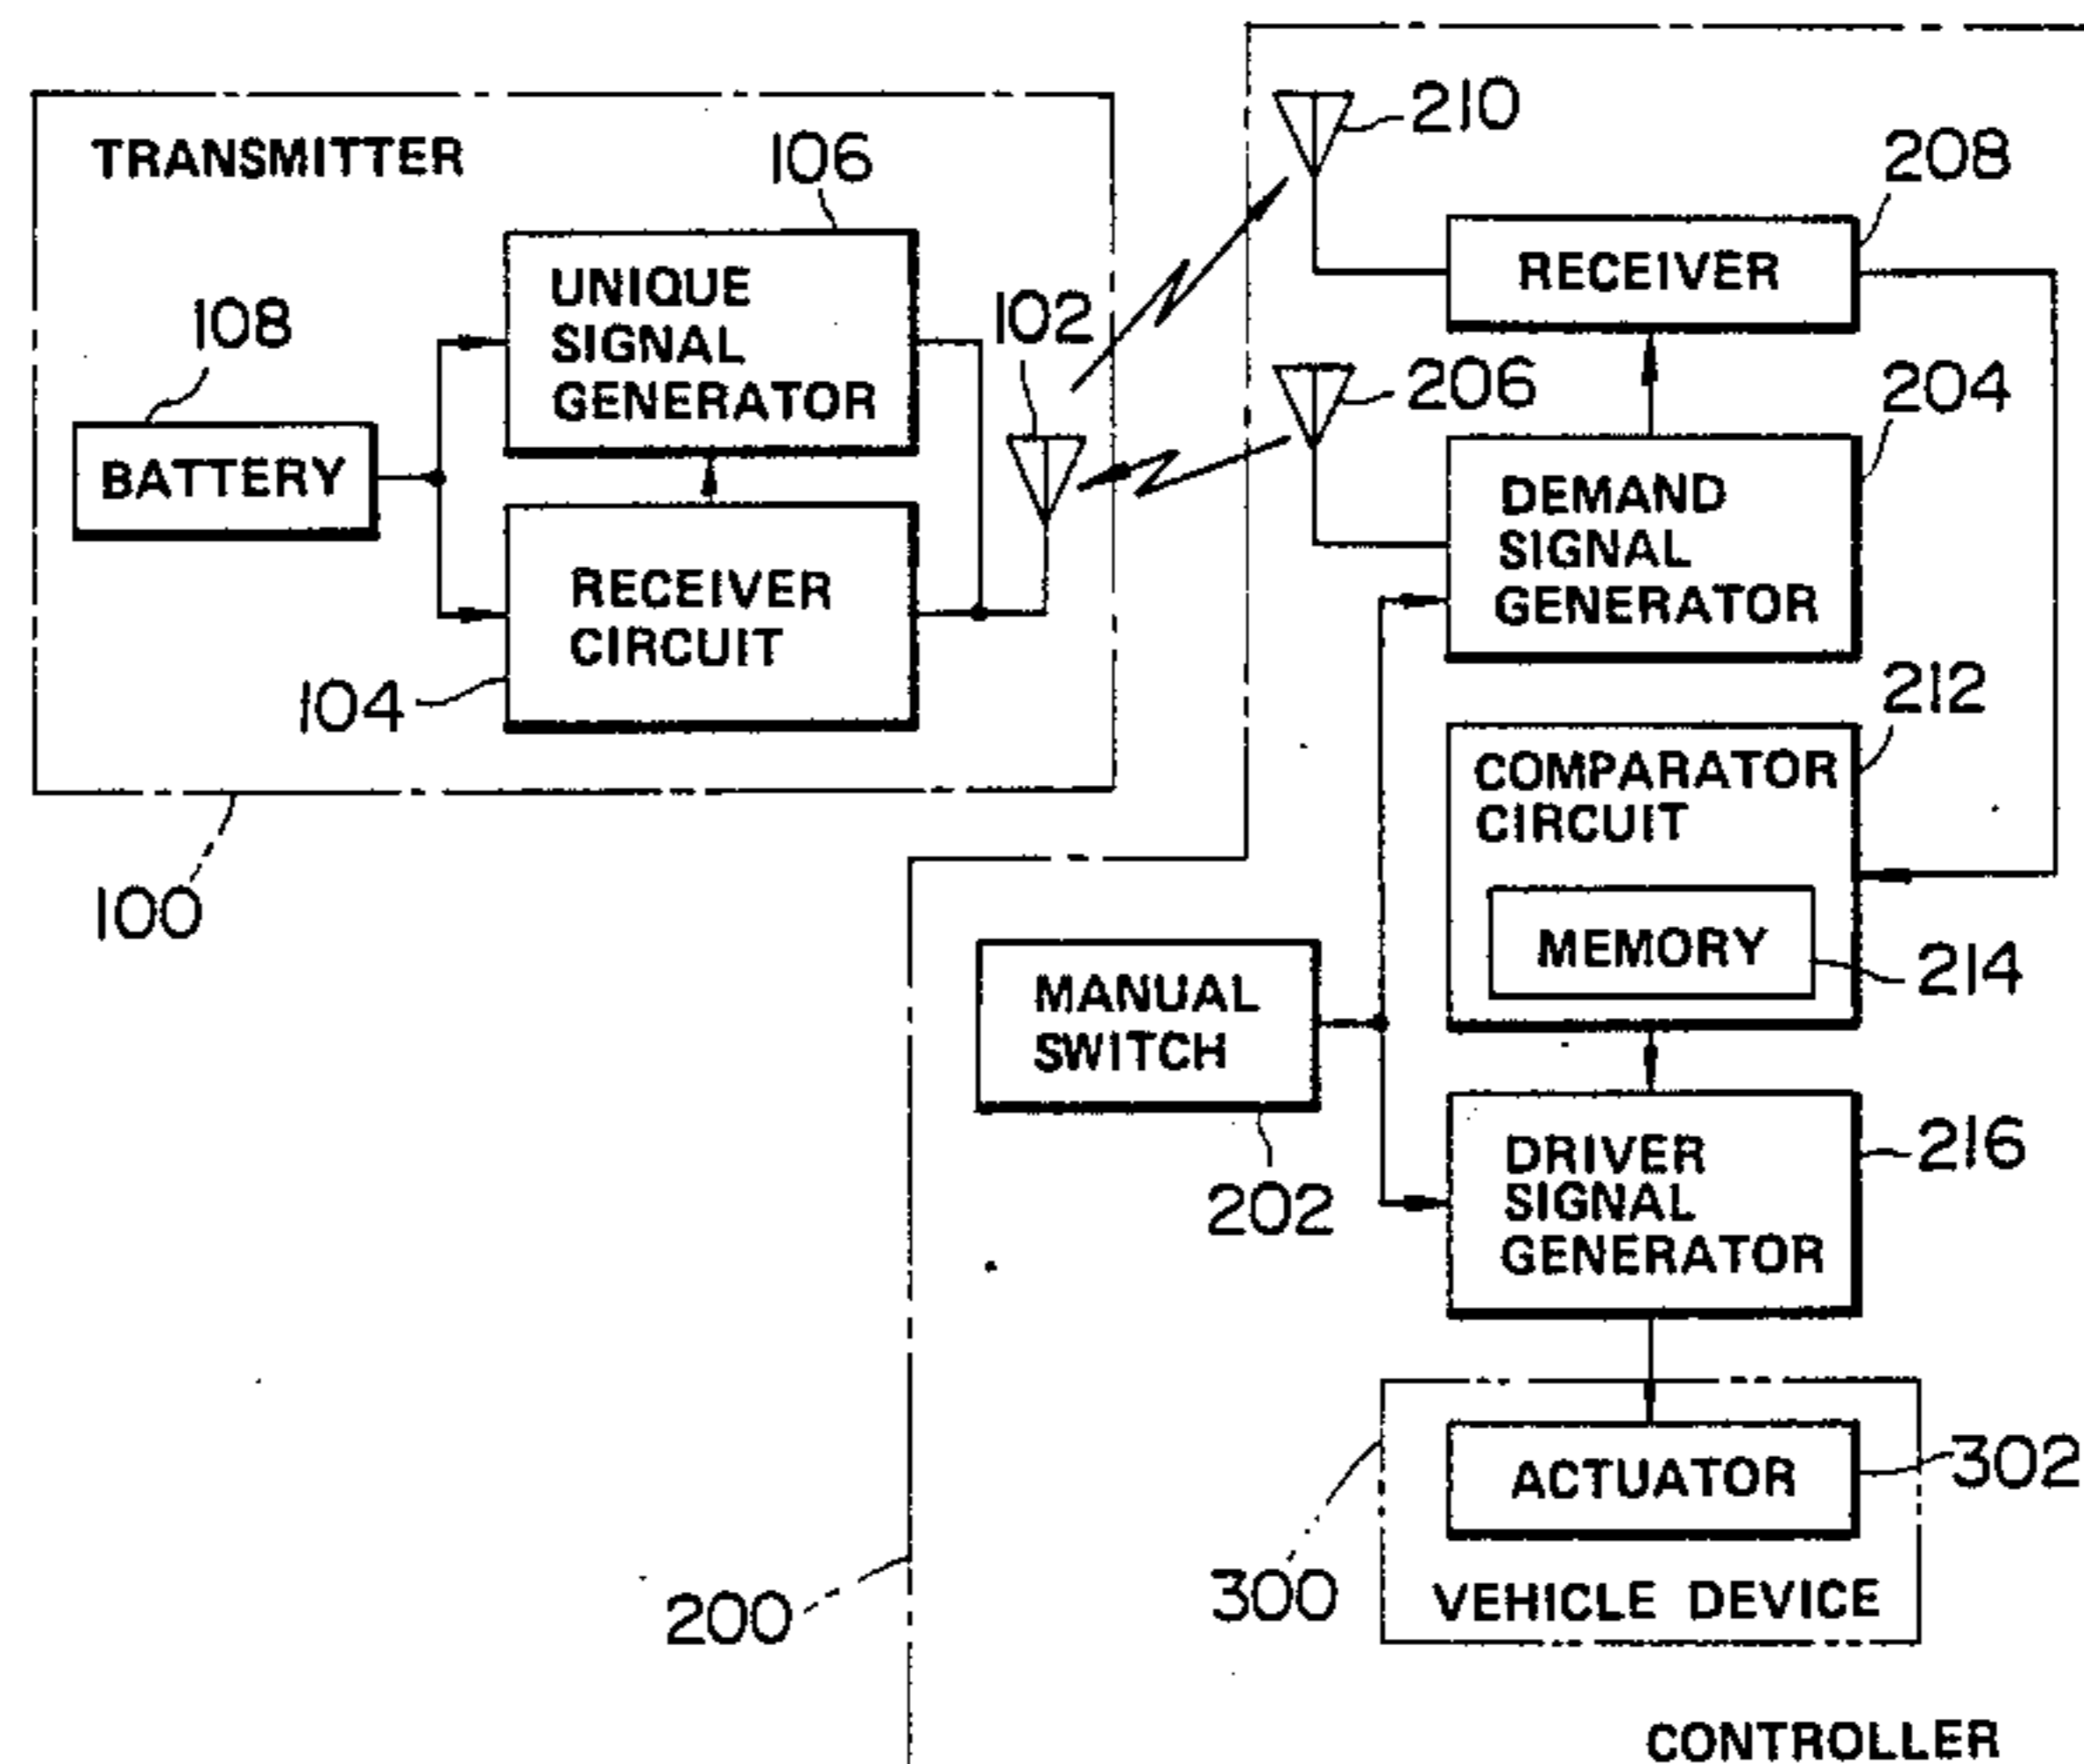 TRANSMITTER
106
UNIQUE
SIGNAL
GENERATOR
108
BATTERY
102
RECEIVER
CIRCUIT
104
100
210
208
RECEIVER
206
204
DEMAND
SIGNAL
GENERATOR
212
COMPARATOR
CIRCUIT
MEMORY
214
MANUAL
SWITCH
202
DRIVER
SIGNAL
GENERATOR
216
ACTUATOR
302
300
VEHICLE DEVICE
200
CONTROLLER